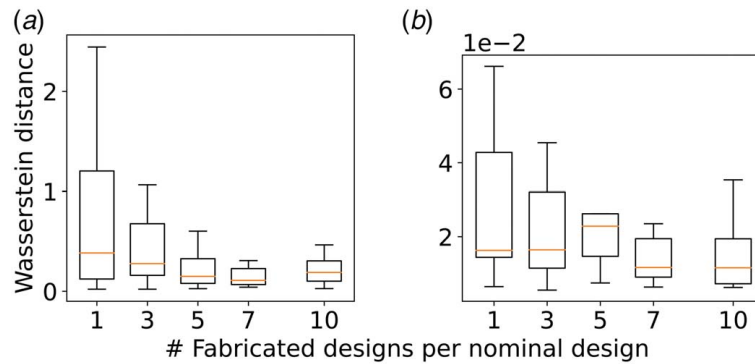 (a)
(b)
1e−2
Wasserstein distance
2
1
0
6
4
2
1 3 5 7 10
1 3 5 7 10
# Fabricated designs per nominal design